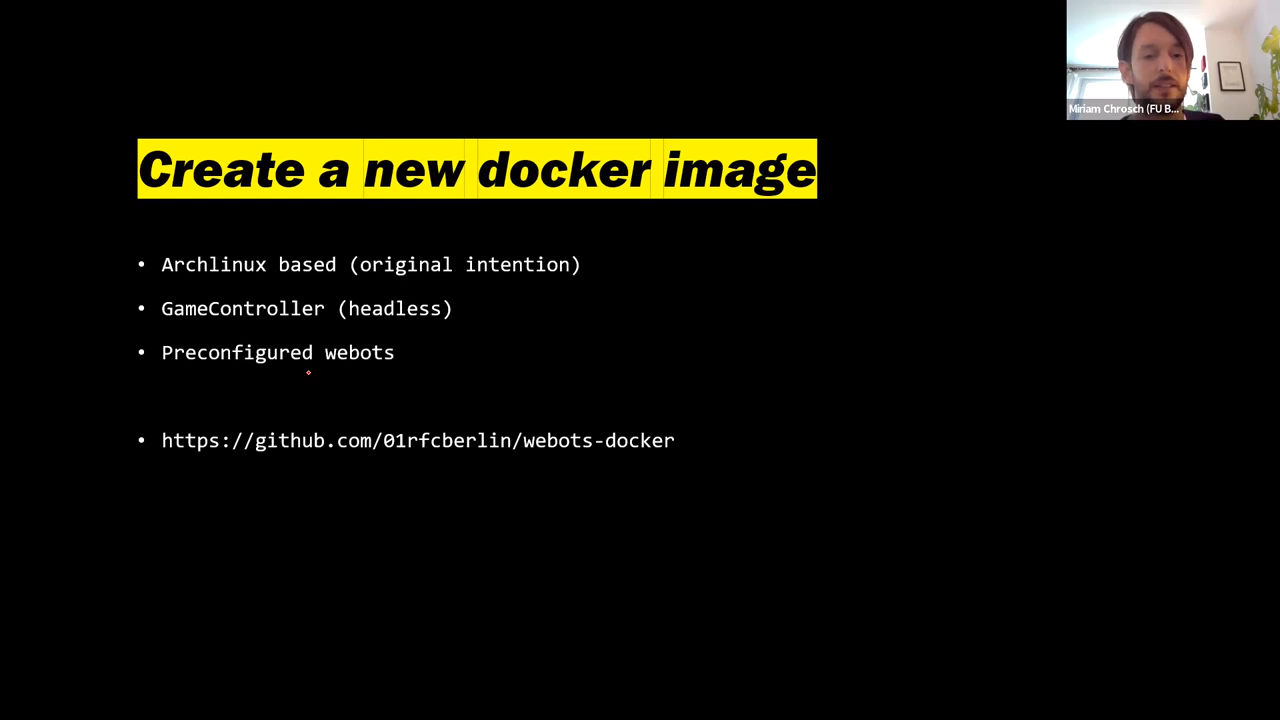 Miriam Chrosch (FU B...
Create a new docker image
• Archlinux based (original intention)
• GameController (headless)
• Preconfigured webots
• https://github.com/01rfcberlin/webots-docker